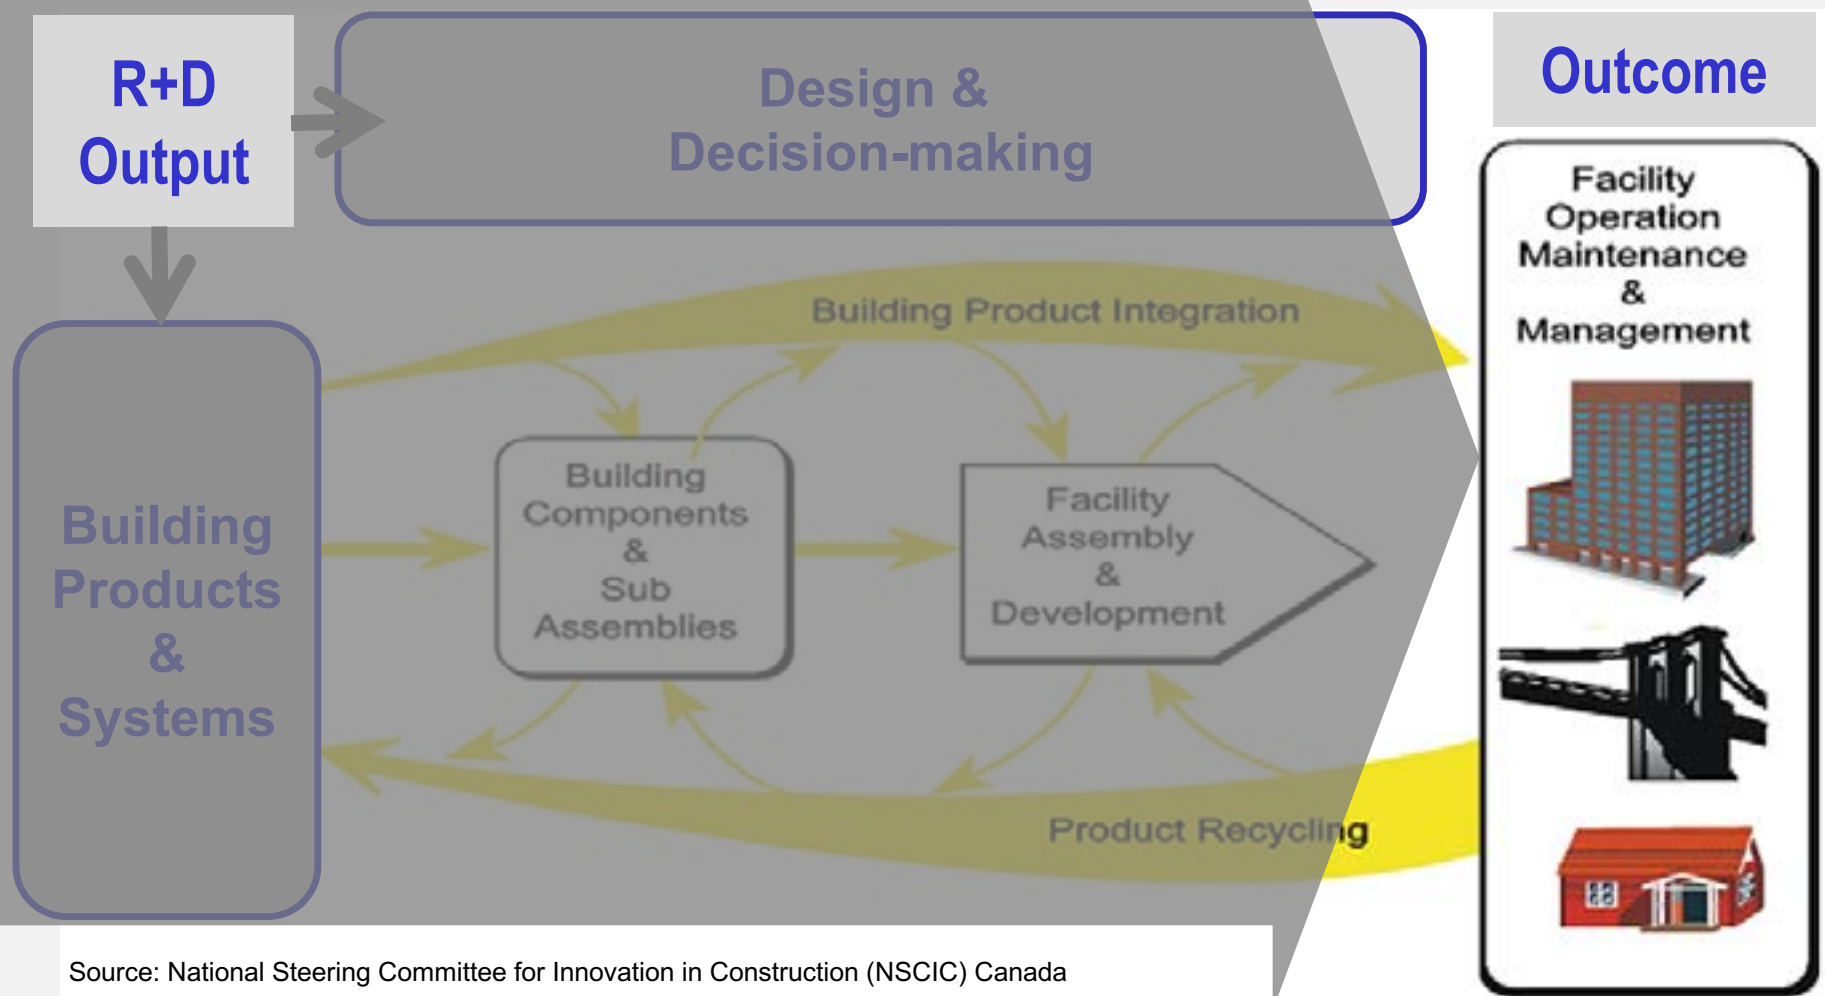 R+D
Output
Design &
Decision-making
Outcome
Facility
Operation
Maintenance
&
Management
Building Product Integration
Building
Products
&
Systems
Building
Components
&
Sub
Assemblies
Facility
Assembly
&
Development
Product Recycling
Source: National Steering Committee for Innovation in Construction (NSCIC) Canada